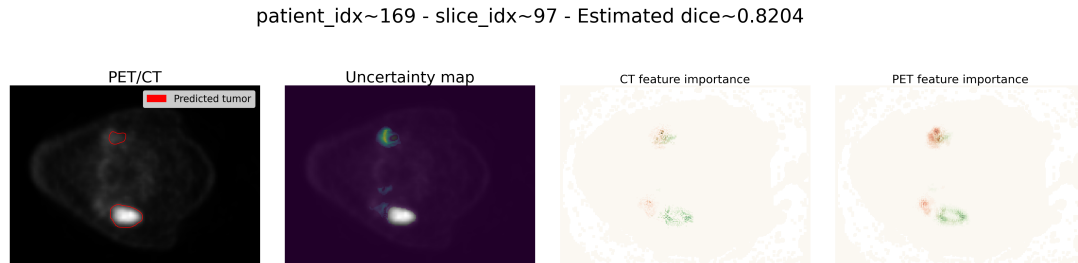 patient_idx~169 - slice_idx~97 - Estimated dice~0.8204
PET/CT
Uncertainty map
CT feature importance
PET feature importance
Predicted tumor